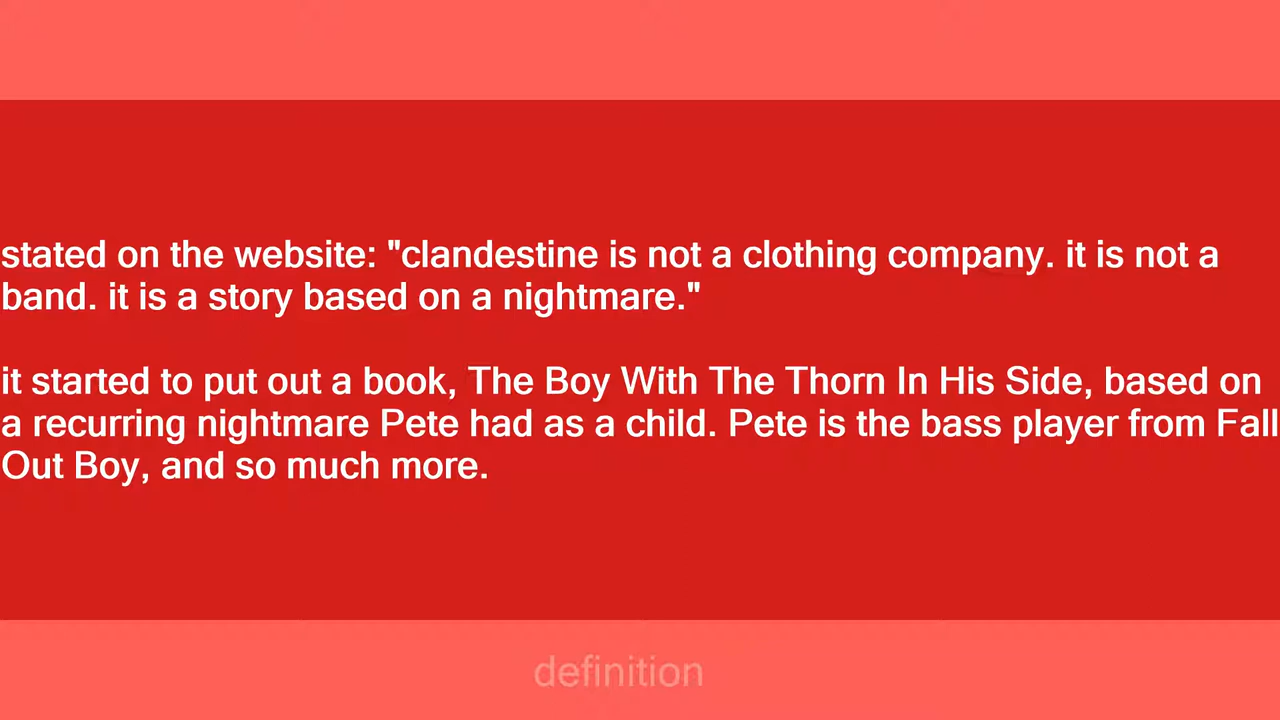 stated on the website: "clandestine is not a clothing company. it is not a
band. it is a story based on a nightmare."
it started to put out a book, The Boy With The Thorn In His Side, based on
a recurring nightmare Pete had as a child. Pete is the bass player from Fall
Out Boy, and so much more.
definition